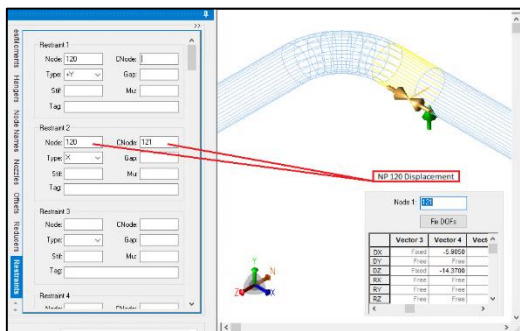 >>
Restraint 1
Node: 120 CNode:
Type: +Y Gap:
Stif: Mu:
Tag:
Restraint 2
Node: 120 CNode: 121
Type: X Gap:
Stif: Mu:
Tag:
Restraint 3
Node: CNode:
Type: Gap:
Stif: Mu:
Tag:
Restraint 4
Hangers
Node Names
Nozzles
Offsets
Reducers
Restraints
NP 120 Displacement
Node 1: 121
Fix DOFs
Vector 3 Vector 4
DX Fixed -5.9050
DY Free Free
DZ Fixed -14.3700
RX Free Free
RY Free Free
RZ Free Free
Y
N
Z
X